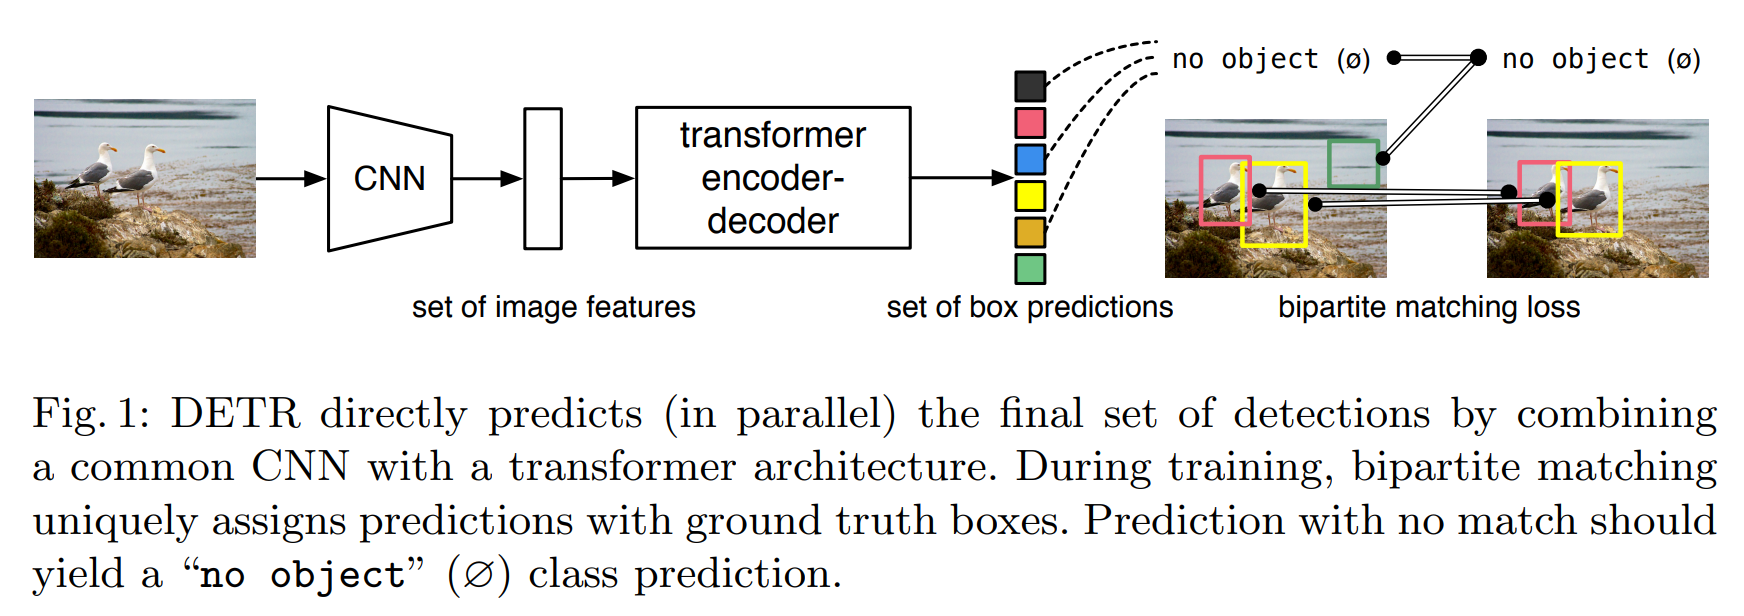 no object (ø)
no object (ø)
CNN
transformer
encoder-
decoder
set of image features
set of box predictions
bipartite matching loss
Fig. 1: DETR directly predicts (in parallel) the final set of detections by combining
a common CNN with a transformer architecture. During training, bipartite matching
uniquely assigns predictions with ground truth boxes. Prediction with no match should
yield a “no object” (∅) class prediction.